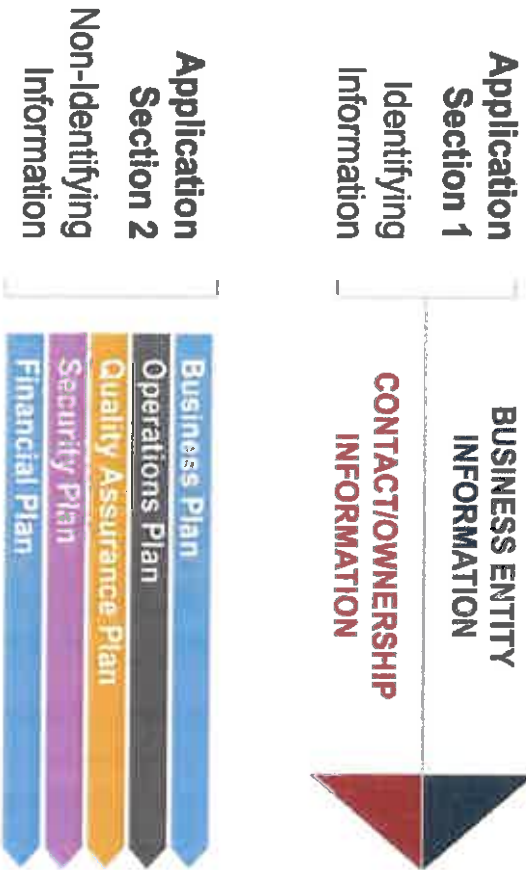 Application
Section 1
Identifying
Information
BUSINESS ENTITY
INFORMATION
CONTACT/OWNERSHIP
INFORMATION
Application
Section 2
Non-Identifying
Information
Business Plan
Operations Plan
Quality Assurance Plan
Security Plan
Financial Plan